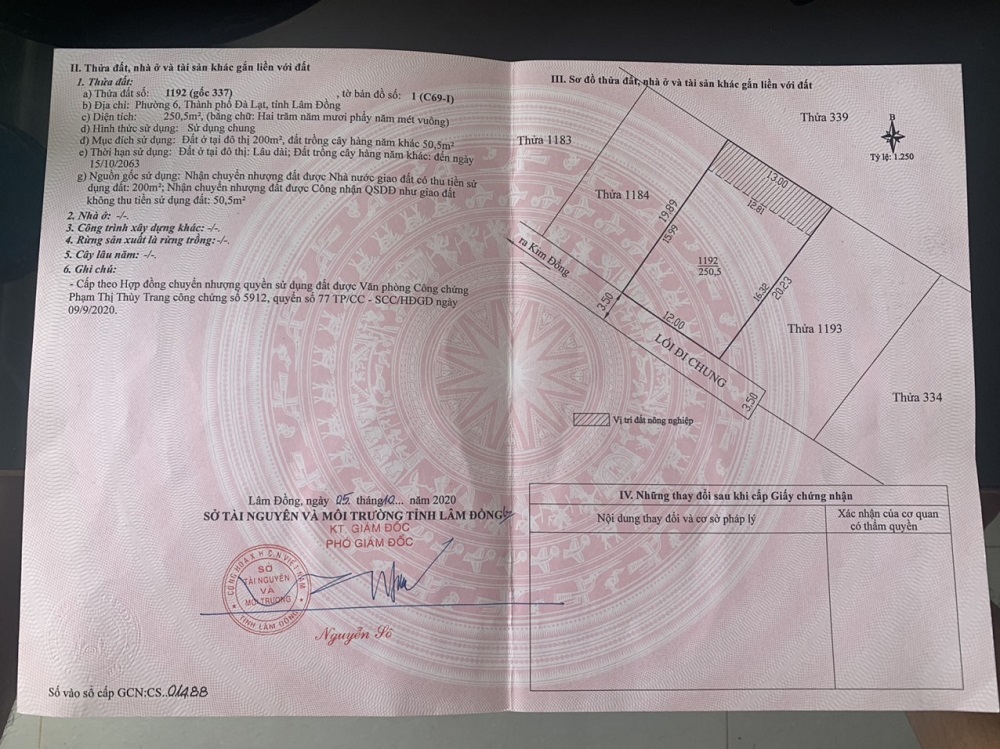 II. Thửa đất, nhà ở và tài sản khác gắn liền với đất
1. Thửa đất:
a) Thửa đất số: 1192 (gốc 337) , tờ bản đồ số: 1 (C69-I)
b) Địa chỉ: Phường 6, Thành phố Đà Lạt, tỉnh Lâm Đồng
c) Diện tích: 250,5m², (bằng chữ: Hai trăm năm mươi phẩy năm mét vuông)
d) Hình thức sử dụng: Sử dụng chung
đ) Mục đích sử dụng: Đất ở tại đô thị 200m², đất trồng cây hàng năm khác 50,5m²
e) Thời hạn sử dụng: Đất ở tại đô thị: Lâu dài; Đất trồng cây hàng năm khác: đến ngày
15/10/2063
g) Nguồn gốc sử dụng: Nhận chuyển nhượng đất được Nhà nước giao đất có thu tiền sử
dụng đất: 200m²; Nhận chuyển nhượng đất được Công nhận QSDĐ như giao đất
không thu tiền sử dụng đất: 50,5m²
2. Nhà ở: -/-.
3. Công trình xây dựng khác: -/-.
4. Rừng sản xuất là rừng trồng:-/-.
5. Cây lâu năm: -/-.
6. Ghi chú:
- Cấp theo Hợp đồng chuyển nhượng quyền sử dụng đất được Văn phòng Công chứng
Phạm Thị Thùy Trang công chứng số 5912, quyển số 77 TP/CC - SCC/HĐGD ngày
09/9/2020.
Lâm Đồng, ngày 05. tháng10... năm 2020
SỞ TÀI NGUYÊN VÀ MÔI TRƯỜNG TỈNH LÂM ĐỒNG
KT. GIÁM ĐỐC
PHÓ GIÁM ĐỐC
CỘNG HÒA X.H.C.N VIỆT NAM
SỞ
TÀI NGUYÊN
VÀ
MÔI TRƯỜNG
TỈNH LÂM ĐỒNG
Nguyễn Số
Số vào sổ cấp GCN:CS..01488
III. Sơ đồ thửa đất, nhà ở và tài sản khác gắn liền với đất
Thửa 339
B
Tỷ lệ: 1.250
Thửa 1183
Thửa 1184
13.00
12.81
19.89
15.99
1192
250,5
ra Kim Đồng
3.50
12.00
16.32
20.23
Thửa 1193
LỐI ĐI CHUNG
3.50
Thửa 334
Vị trí đất nông nghiệp
IV. Những thay đổi sau khi cấp Giấy chứng nhận
Nội dung thay đổi và cơ sở pháp lý
Xác nhận của cơ quan
có thẩm quyền